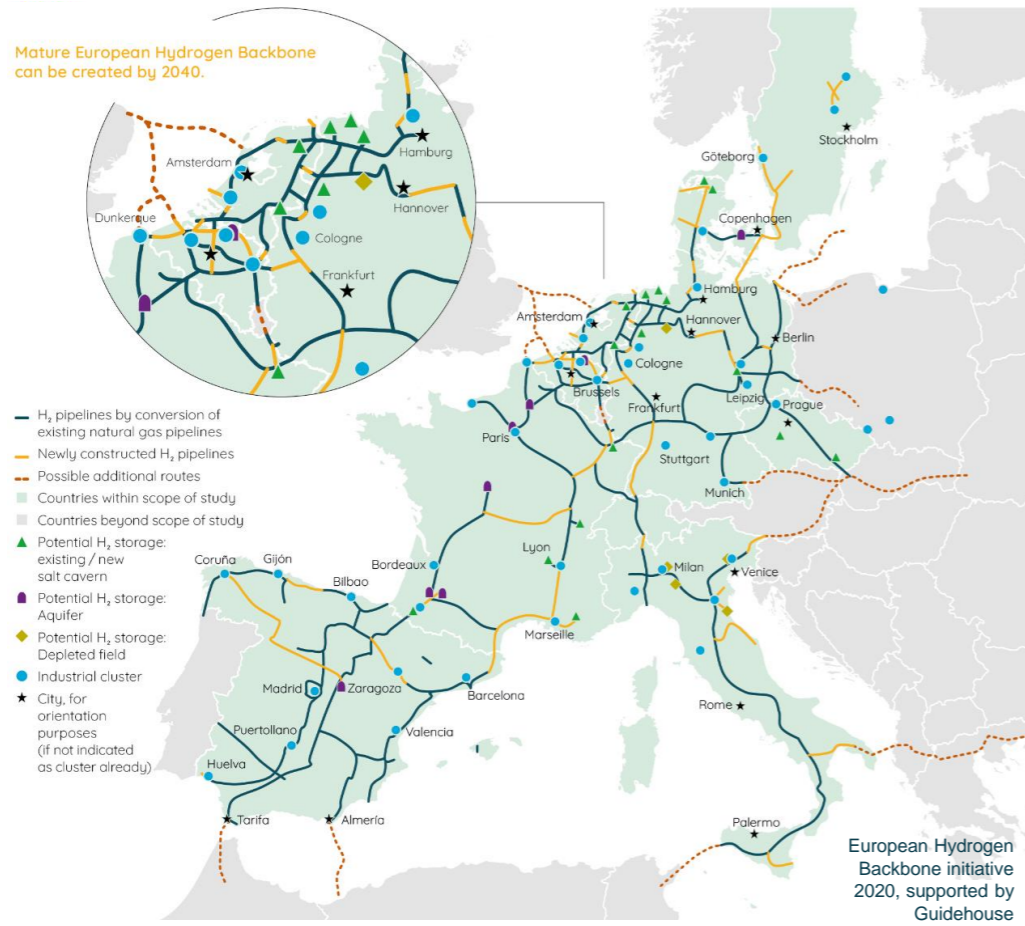 Mature European Hydrogen Backbone
can be created by 2040.
Amsterdam
Hamburg
Hannover
Dunkerque
Cologne
Frankfurt
Stockholm
Göteborg
Copenhagen
Hamburg
Amsterdam
Hannover
Berlin
Cologne
Brussels
Leipzig
Frankfurt
Prague
Paris
Stuttgart
Munich
H₂ pipelines by conversion of
existing natural gas pipelines
Newly constructed H₂ pipelines
Possible additional routes
Countries within scope of study
Countries beyond scope of study
Potential H₂ storage:
existing / new
salt cavern
Potential H₂ storage:
Aquifer
Potential H₂ storage:
Depleted field
Industrial cluster
City, for
orientation
purposes
(if not indicated
as cluster already)
Coruña
Gijón
Bilbao
Bordeaux
Lyon
Milan
Venice
Marseille
Madrid
Zaragoza
Barcelona
Puertollano
Valencia
Rome
Huelva
Tarifa
Almería
Palermo
European Hydrogen
Backbone initiative
2020, supported by
Guidehouse